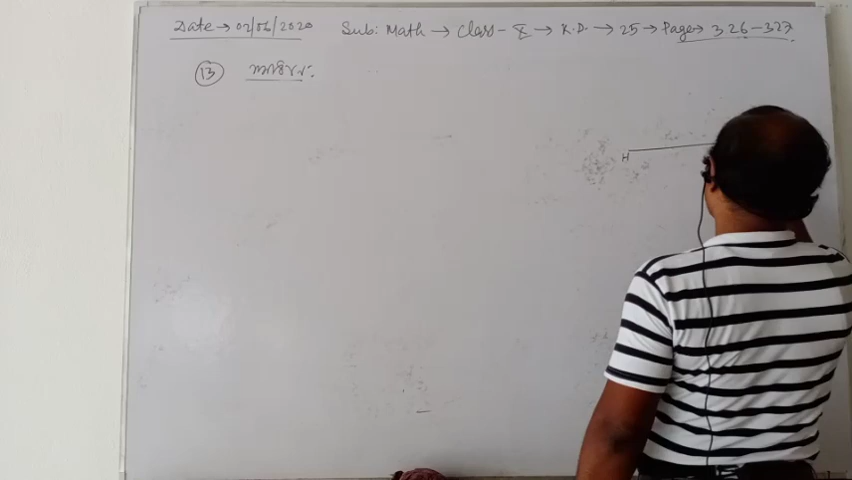 Date → 02/06/2020 Sub: Math → Class - X → K.D. → 25 → Page → 326-327
13
H